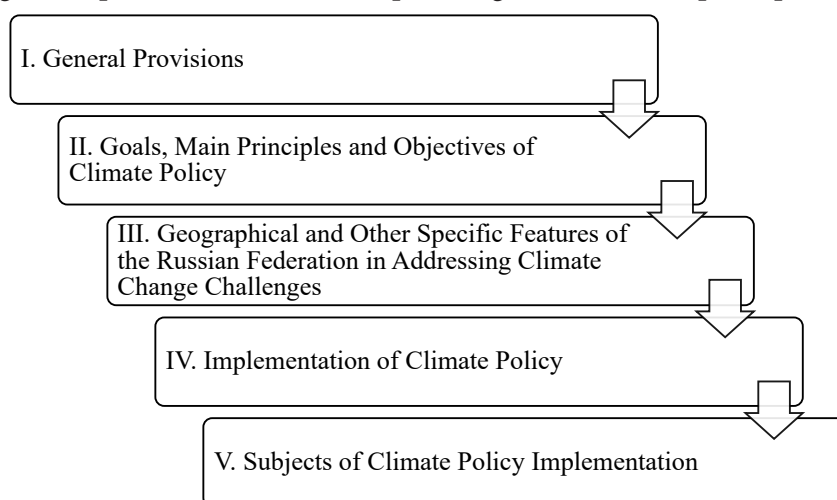 I. General Provisions
II. Goals, Main Principles and Objectives of
Climate Policy
III. Geographical and Other Specific Features of
the Russian Federation in Addressing Climate
Change Challenges
IV. Implementation of Climate Policy
V. Subjects of Climate Policy Implementation